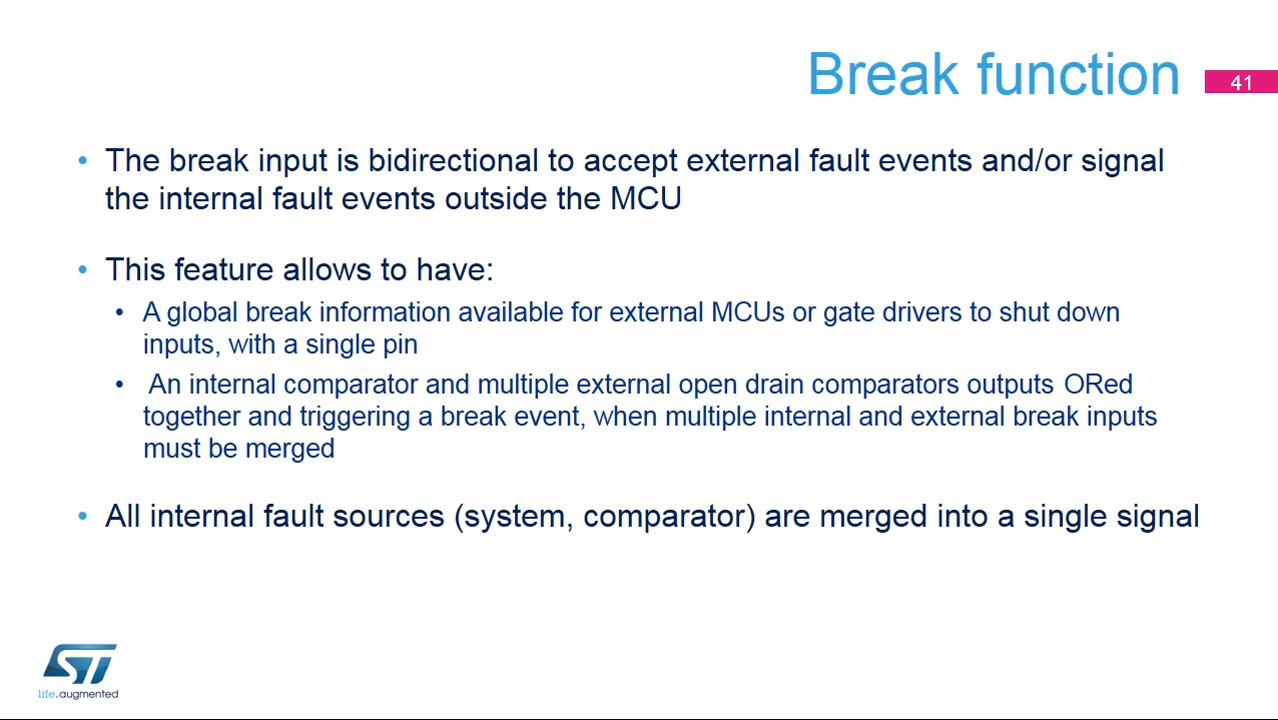 Break function
41
• The break input is bidirectional to accept external fault events and/or signal
the internal fault events outside the MCU
• This feature allows to have:
• A global break information available for external MCUs or gate drivers to shut down
inputs, with a single pin
• An internal comparator and multiple external open drain comparators outputs ORed
together and triggering a break event, when multiple internal and external break inputs
must be merged
• All internal fault sources (system, comparator) are merged into a single signal
ST
life.augmented